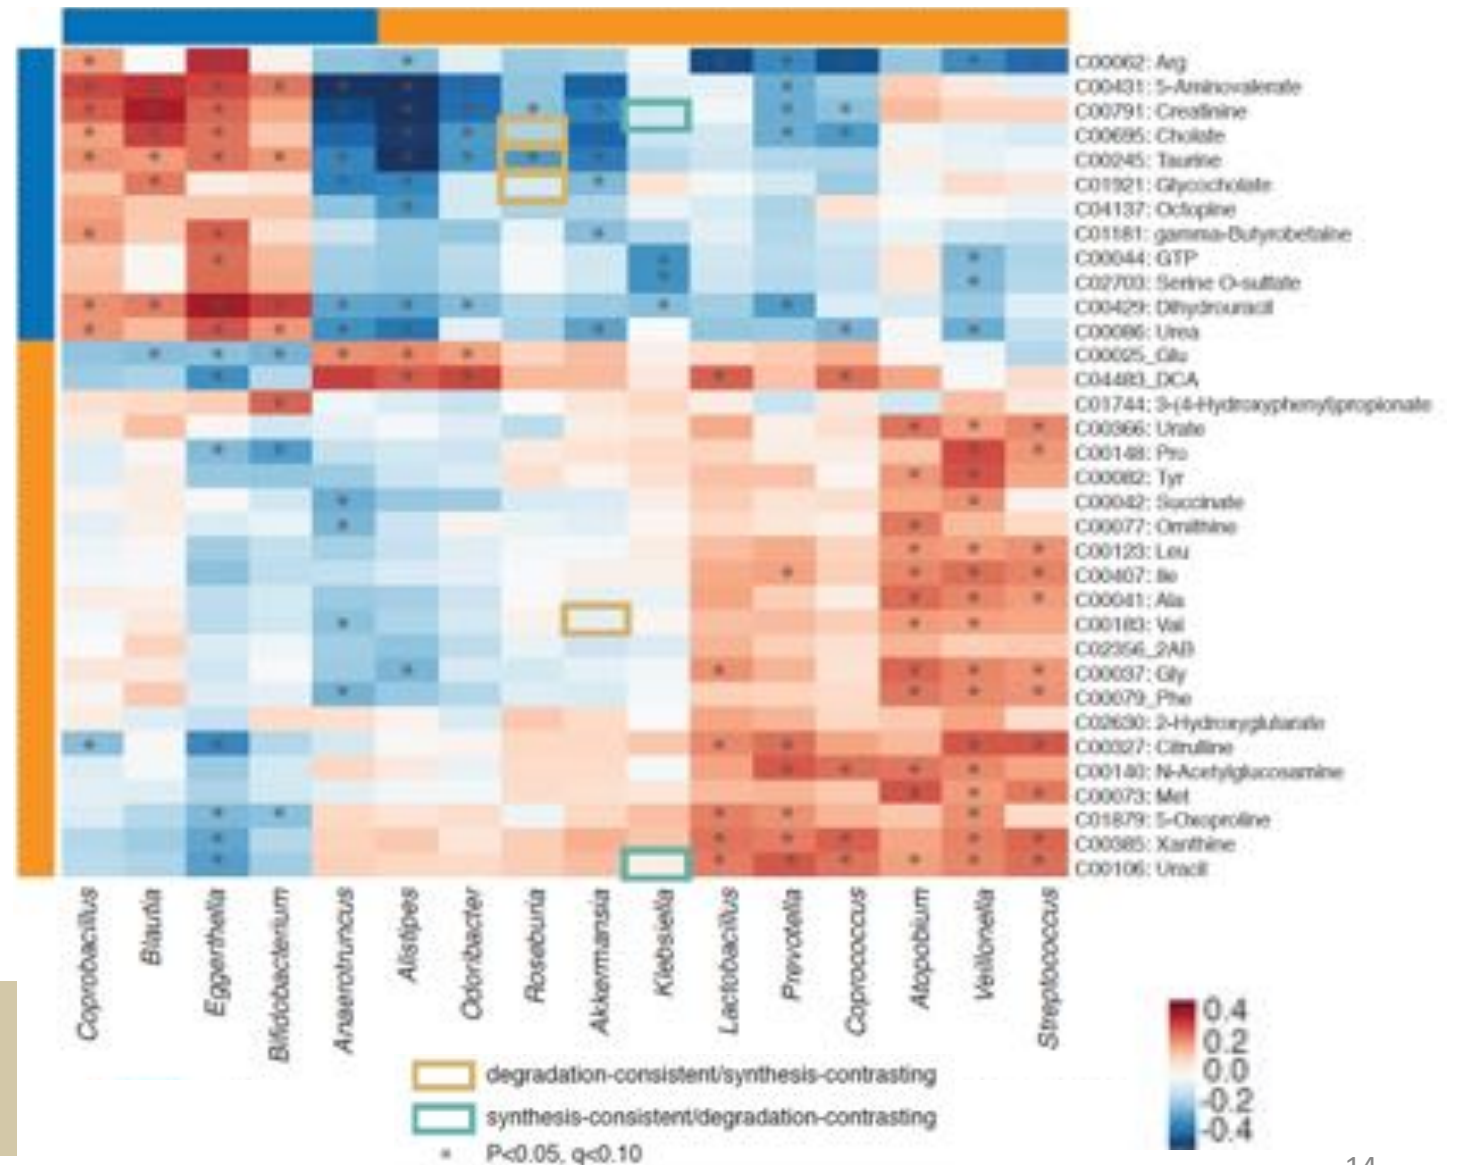 C00062: Arg
C00431: 5-Aminovalerate
C00791: Creatinine
C00695: Cholate
C00245: Taurine
C01921: Glycocholate
C04137: Octopine
C01181: gamma-Butyrobetaine
C00044: GTP
C02703: Serine O-sulfate
C00429: Dihydrouracil
C00086: Urea
C00025_Glu
C04483_DCA
C01744: 3-(4-Hydroxyphenyl)propionate
C00366: Urate
C00148: Pro
C00082: Tyr
C00042: Succinate
C00077: Ornithine
C00123: Leu
C00407: Ile
C00041: Ala
C00183: Val
C02356_2AB
C00037: Gly
C00079_Phe
C02630: 2-Hydroxyglutarate
C00327: Citrulline
C00140: N-Acetylglucosamine
C00073: Met
C01879: 5-Oxoproline
C00385: Xanthine
C00106: Uracil
Coprobacillus
Blautia
Eggerthella
Bifidobacterium
Anaerotruncus
Alistipes
Odoribacter
Roseburia
Akkermansia
Klebsiella
Lactobacillus
Prevotella
Coprococcus
Atopobium
Veillonella
Streptococcus
0.4
0.2
0.0
-0.2
-0.4
degradation-consistent/synthesis-contrasting
synthesis-consistent/degradation-contrasting
* P<0.05, q<0.10